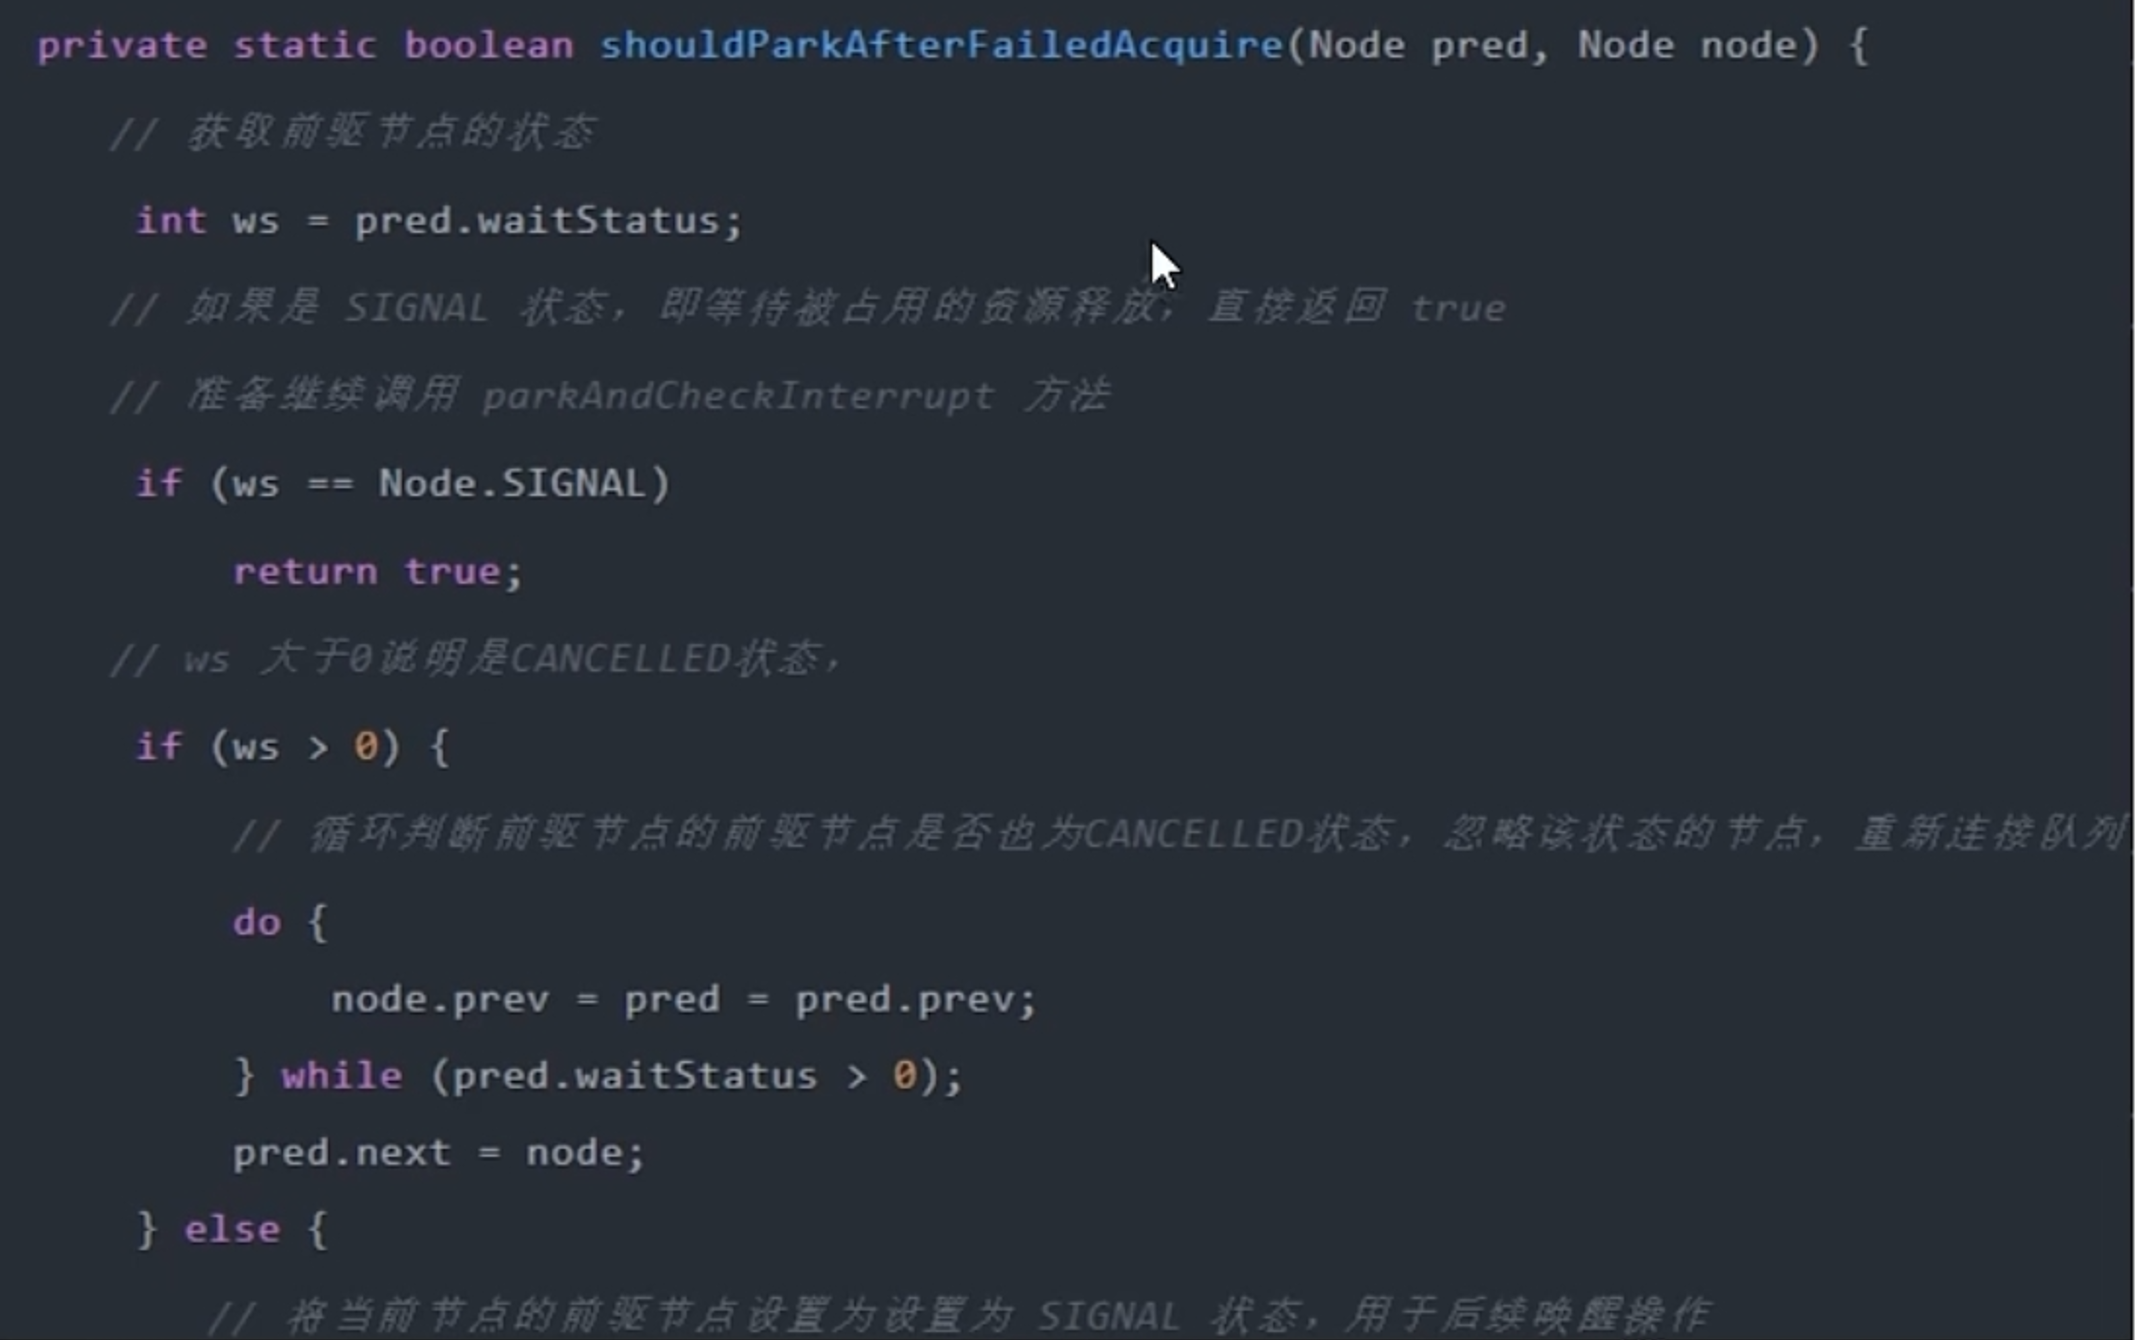 private static boolean shouldParkAfterFailedAcquire(Node pred, Node node) {
// 获取前驱节点的状态
int ws = pred.waitStatus;
// 如果是 SIGNAL 状态，即等待被占用的资源释放，直接返回 true
// 准备继续调用 parkAndCheckInterrupt 方法
if (ws == Node.SIGNAL)
return true;
// ws 大于0说明是CANCELLED状态，
if (ws > 0) {
// 循环判断前驱节点的前驱节点是否也为CANCELLED状态，忽略该状态的节点，重新连接队列
do {
node.prev = pred = pred.prev;
} while (pred.waitStatus > 0);
pred.next = node;
} else {
// 将当前节点的前驱节点设置为设置为 SIGNAL 状态，用于后续唤醒操作